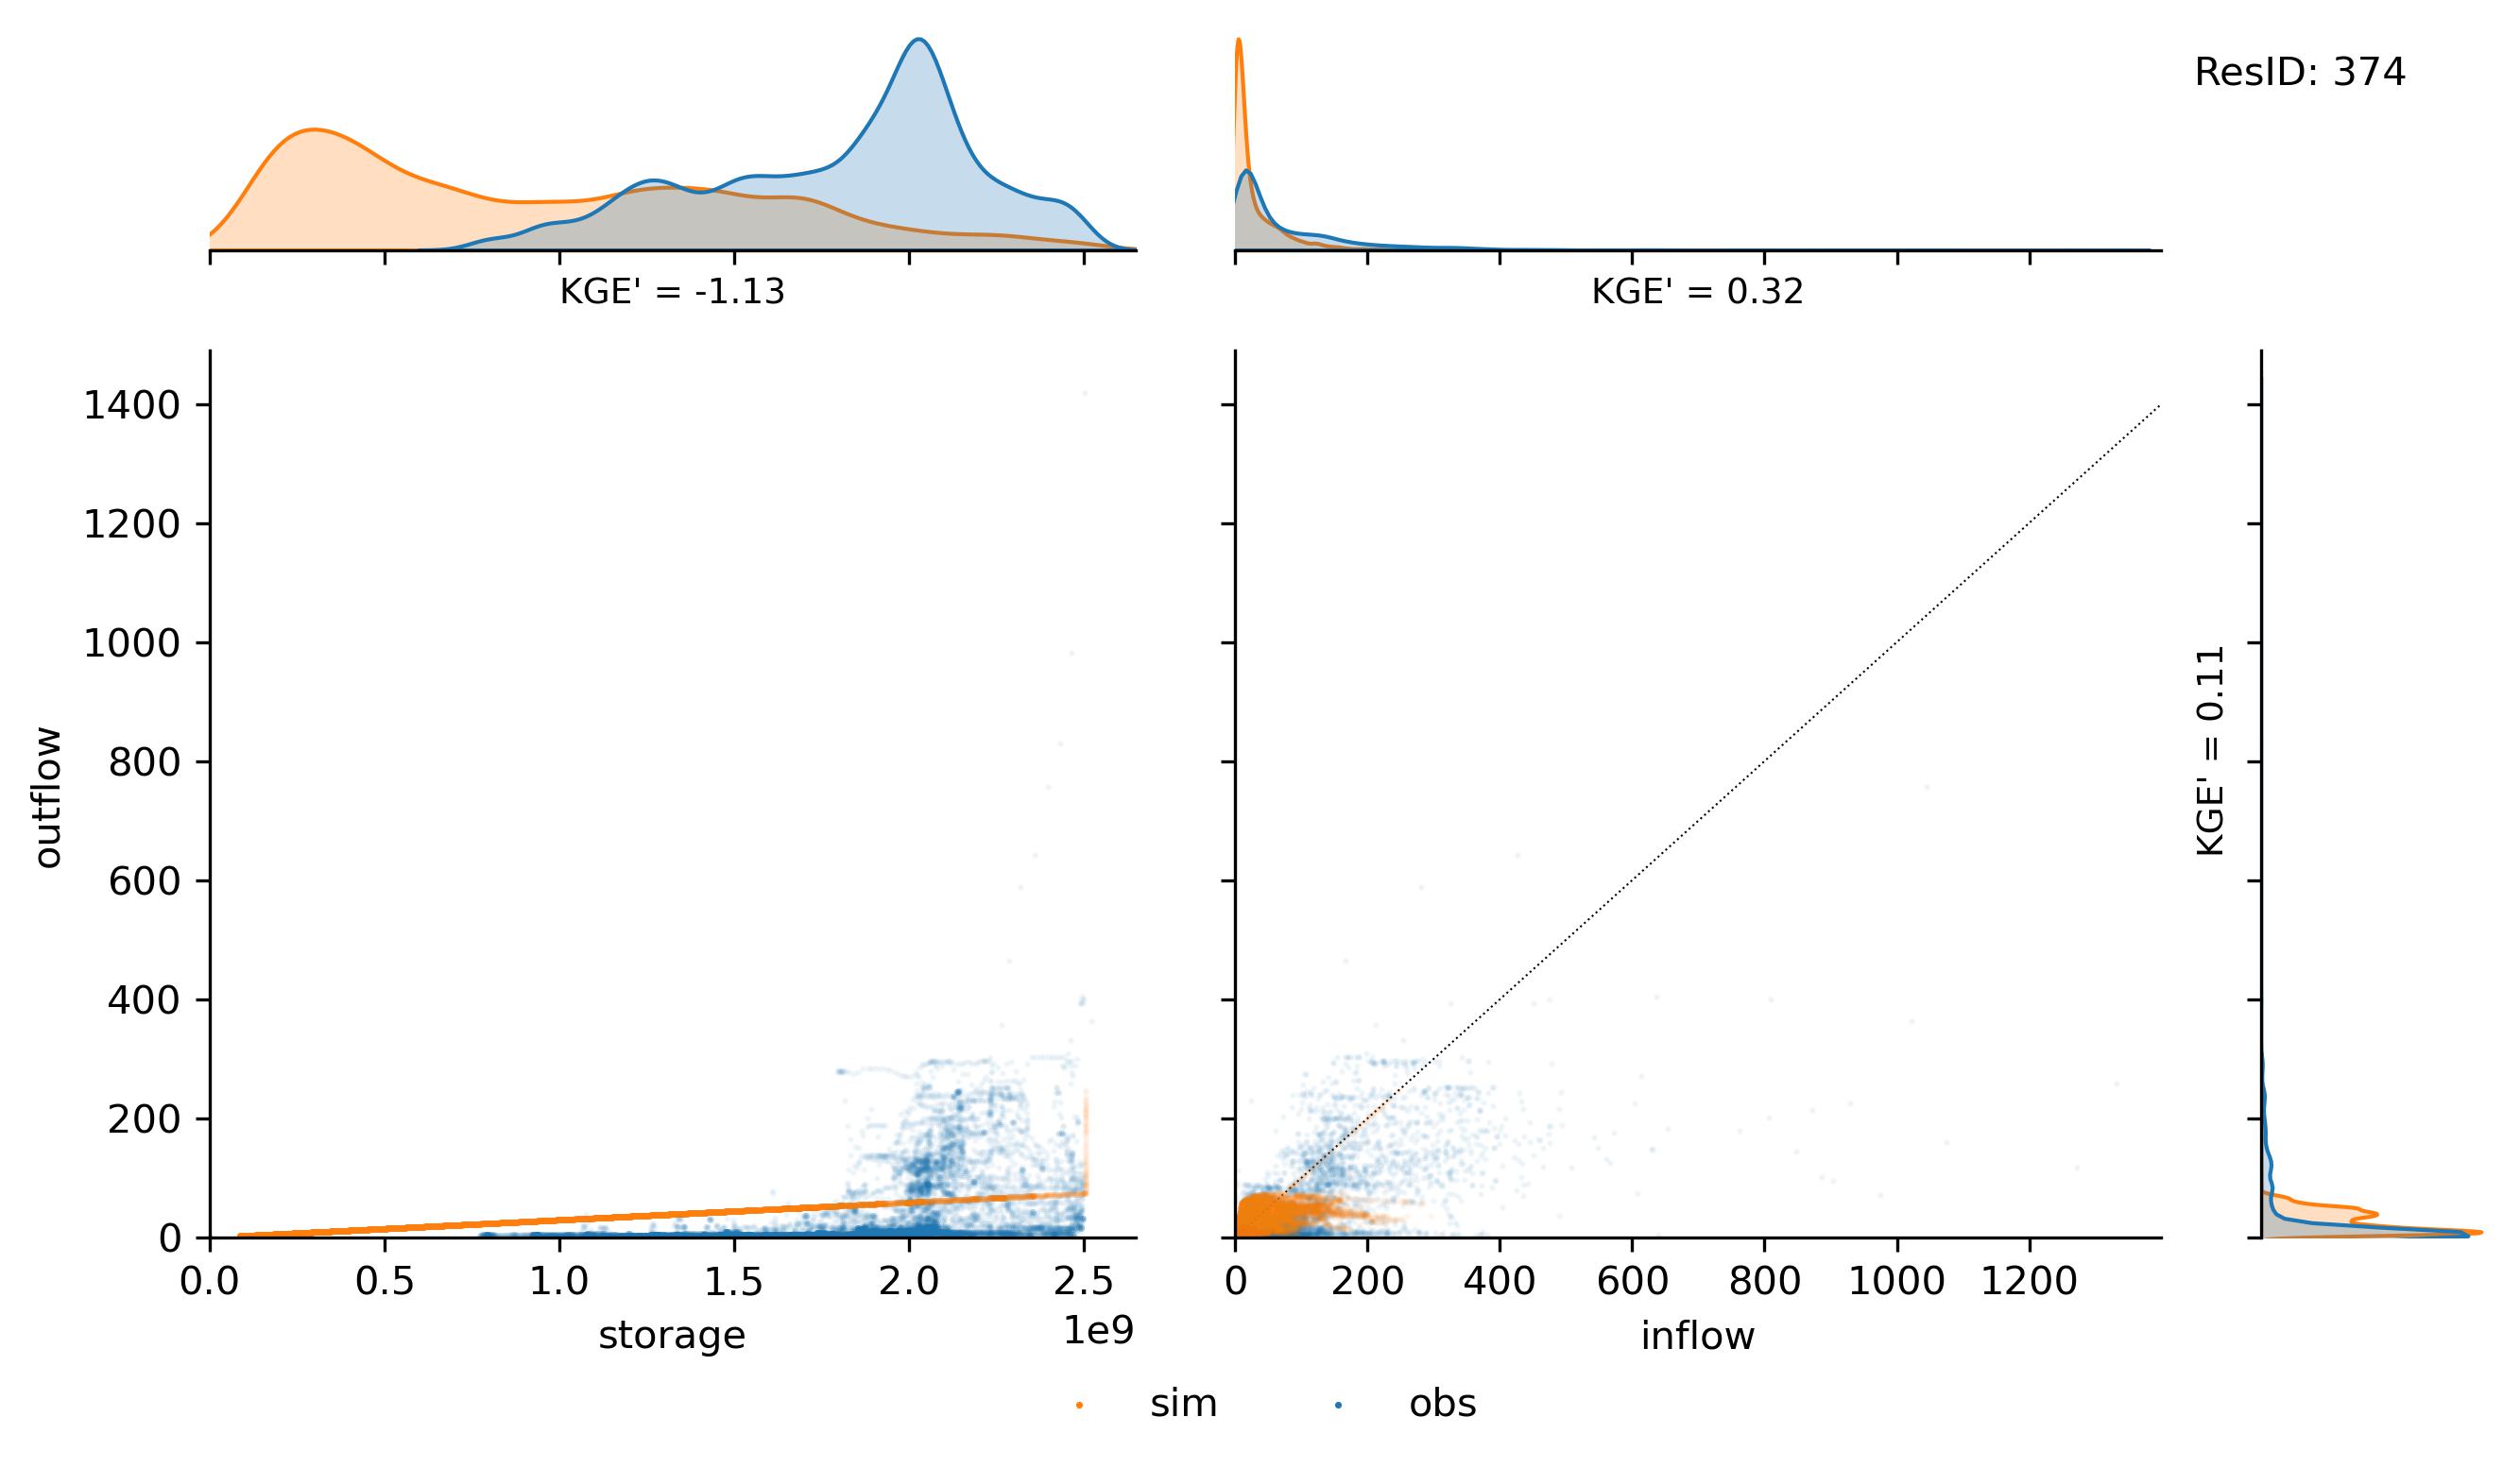 ResID: 374
KGE' = -1.13
KGE' = 0.32
1400
1200
1000
800
600
400
200
0
outflow
KGE' = 0.11
0.0 0.5 1.0 1.5 2.0 2.5
1e9
storage
0 200 400 600 800 1000 1200
inflow
sim obs